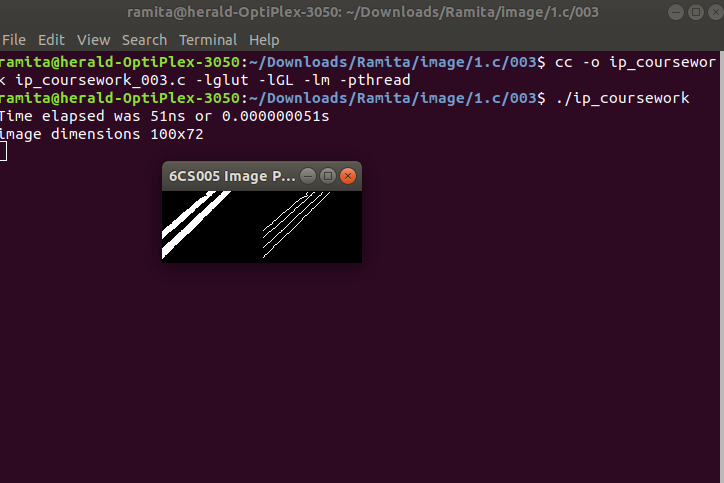 ramita@herald-OptiPlex-3050: ~/Downloads/Ramita/image/1.c/003
File Edit View Search Terminal Help
ramita@herald-OptiPlex-3050:~/Downloads/Ramita/image/1.c/003$ cc -o ip_coursewor
k ip_coursework_003.c -lglut -lGL -lm -pthread
ramita@herald-OptiPlex-3050:~/Downloads/Ramita/image/1.c/003$ ./ip_coursework
Time elapsed was 51ns or 0.000000051s
image dimensions 100x72
6CS005 Image P...